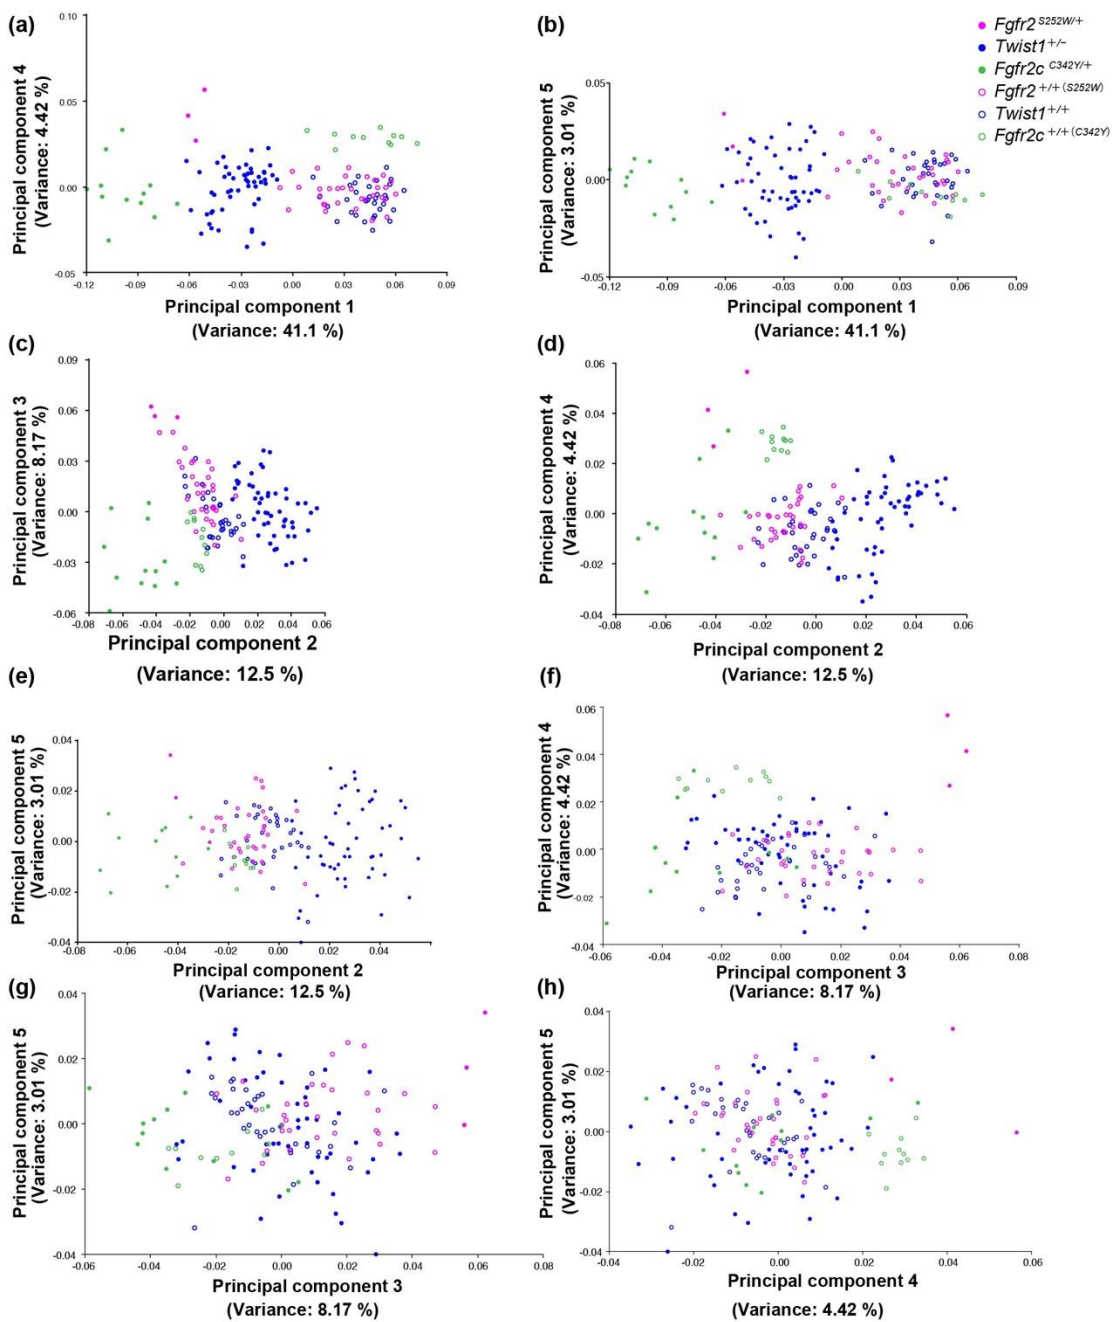 (a)
0.10
0.05
0.00
-0.05
Principal component 4
(Variance: 4.42 %)
-0.12 -0.09 -0.06 -0.03 0.00 0.03 0.06 0.09
Principal component 1
(Variance: 41.1 %)
(b)
0.05
0.00
-0.05
Principal component 5
(Variance: 3.01 %)
-0.12 -0.09 -0.06 -0.03 0.00 0.03 0.06 0.09
Principal component 1
(Variance: 41.1 %)
Fgfr2 S252W/+
Twist1+/-
Fgfr2c C342Y/+
Fgfr2+/+(S252W)
Twist1+/+
Fgfr2c+/+(C342Y)
(c)
0.09
0.06
0.03
0.00
-0.03
-0.06
Principal component 3
(Variance: 8.17 %)
-0.08 -0.06 -0.04 -0.02 0.00 0.02 0.04 0.06
Principal component 2
(Variance: 12.5 %)
(d)
0.06
0.04
0.02
0.00
-0.02
-0.04
Principal component 4
(Variance: 4.42 %)
-0.08 -0.06 -0.04 -0.02 0.00 0.02 0.04 0.06
Principal component 2
(Variance: 12.5 %)
(e)
0.04
0.02
0.00
-0.02
-0.04
Principal component 5
(Variance: 3.01 %)
-0.08 -0.06 -0.04 -0.02 0.00 0.02 0.04
Principal component 2
(Variance: 12.5 %)
(f)
0.06
0.04
0.02
0.00
-0.02
-0.04
Principal component 4
(Variance: 4.42 %)
-0.06 -0.04 -0.02 0.00 0.02 0.04 0.06 0.08
Principal component 3
(Variance: 8.17 %)
(g)
0.04
0.02
0.00
-0.02
-0.04
Principal component 5
(Variance: 3.01 %)
-0.06 -0.04 -0.02 0.00 0.02 0.04 0.06 0.08
Principal component 3
(Variance: 8.17 %)
(h)
0.04
0.02
0.00
-0.02
-0.04
Principal component 5
(Variance: 3.01 %)
-0.04 -0.02 0.00 0.02 0.04 0.06
Principal component 4
(Variance: 4.42 %)